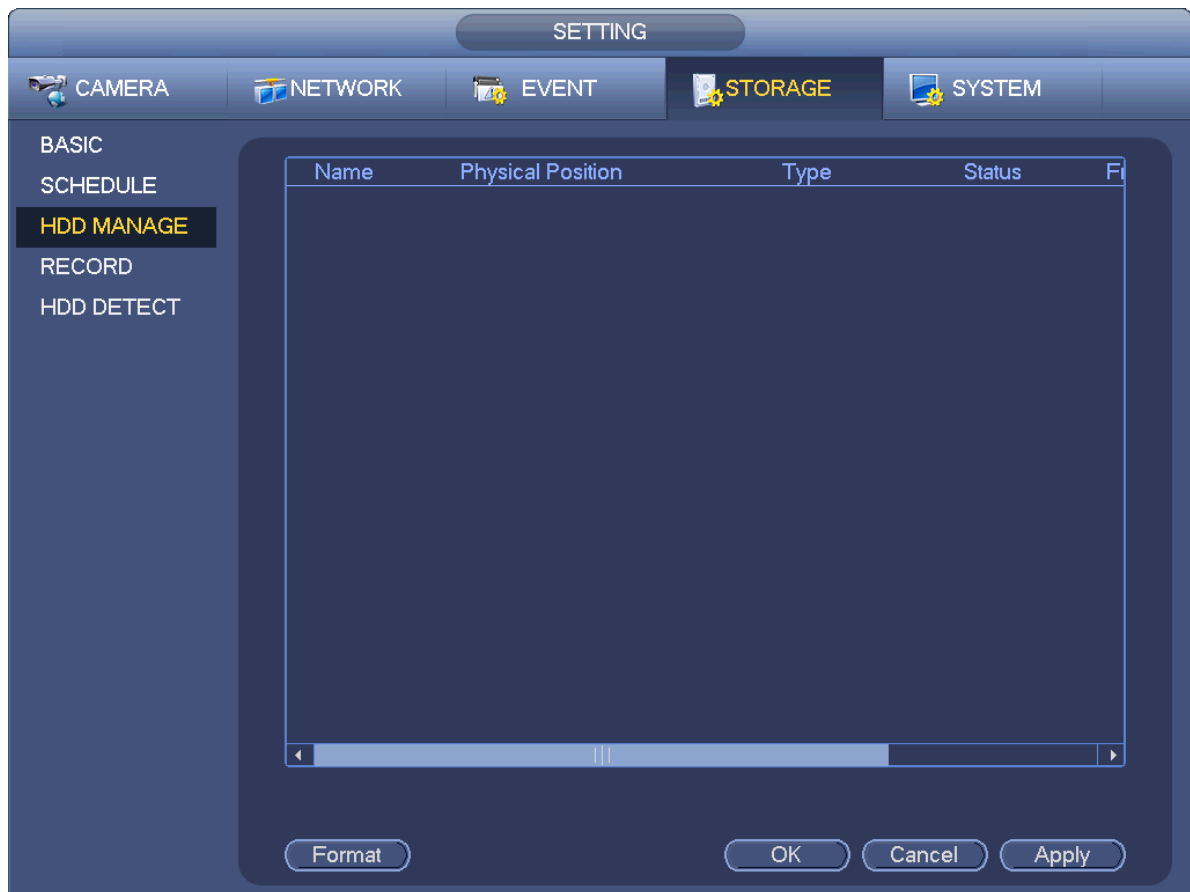 SETTING
CAMERA NETWORK EVENT STORAGE SYSTEM
BASIC
SCHEDULE
HDD MANAGE
RECORD
HDD DETECT
Name Physical Position Type Status
Format OK Cancel Apply